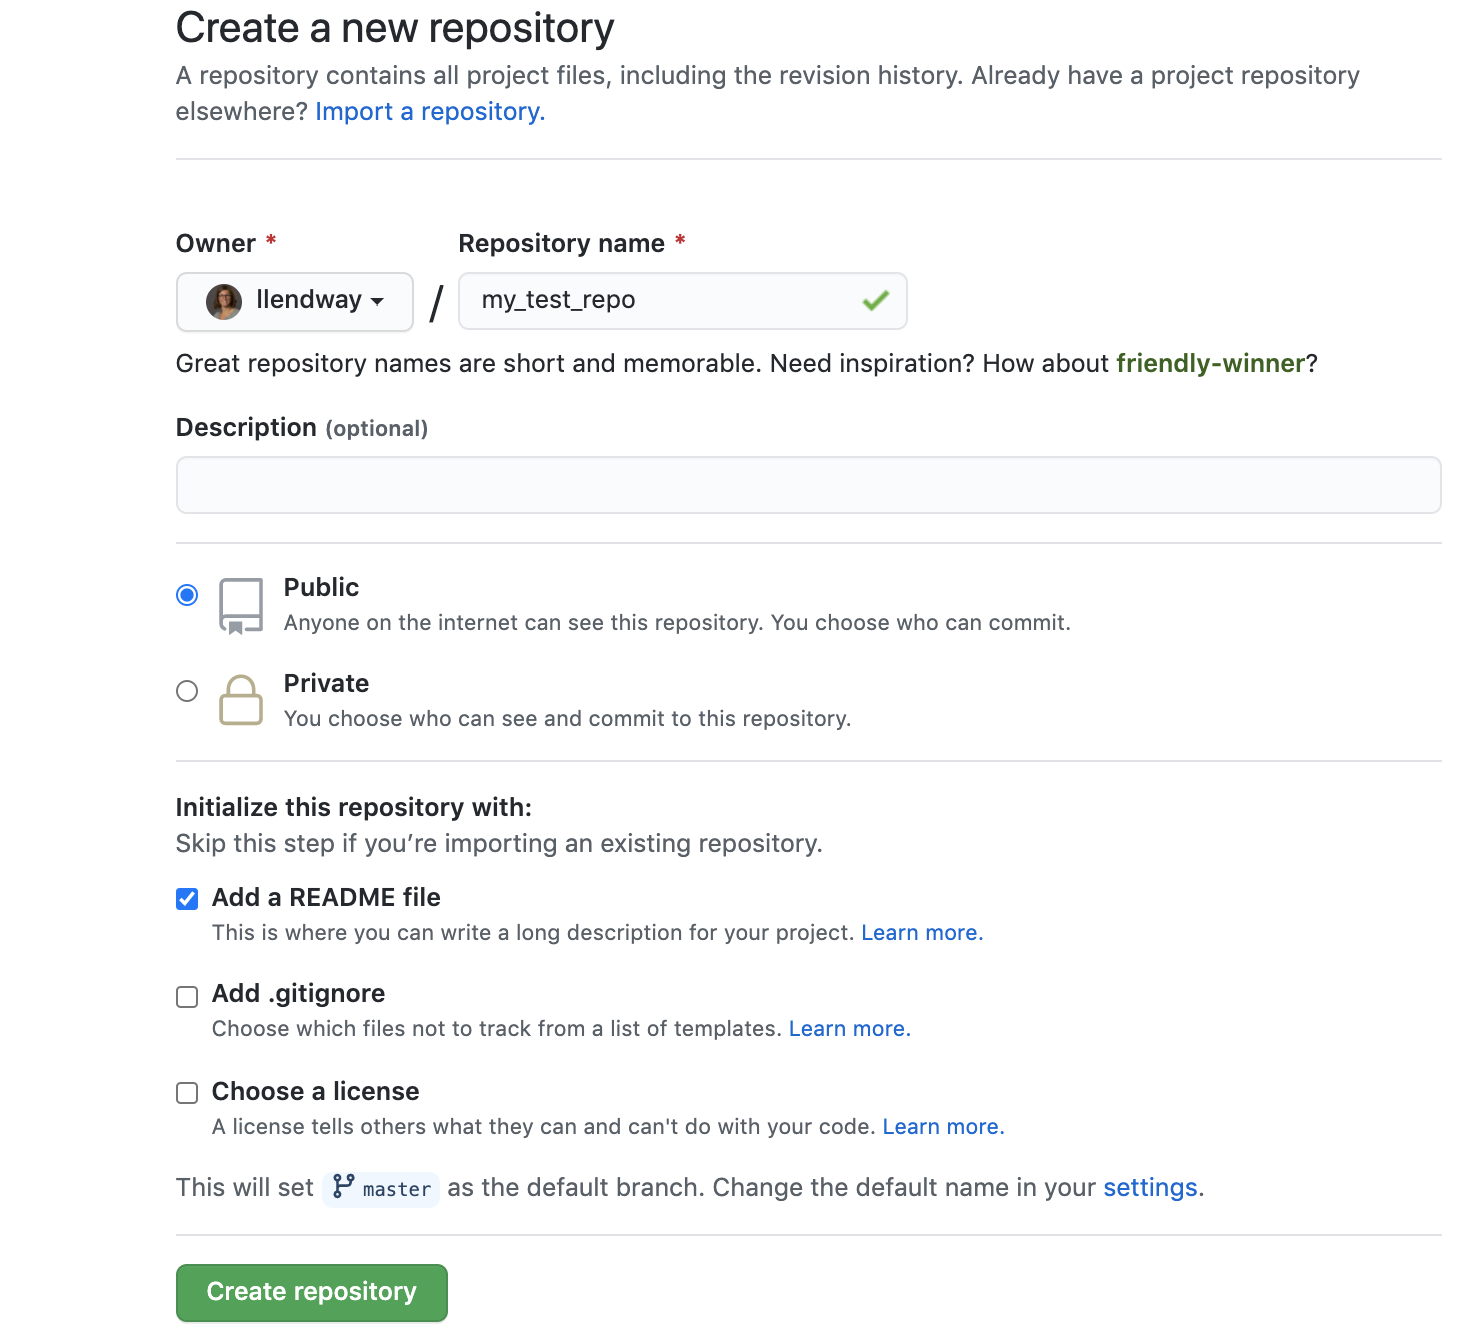 Create a new repository
A repository contains all project files, including the revision history. Already have a project repository
elsewhere? Import a repository.
Owner * Repository name *
llendway / my_test_repo
Great repository names are short and memorable. Need inspiration? How about friendly-winner?
Description (optional)
Public
Anyone on the internet can see this repository. You choose who can commit.
Private
You choose who can see and commit to this repository.
Initialize this repository with:
Skip this step if you’re importing an existing repository.
Add a README file
This is where you can write a long description for your project. Learn more.
Add .gitignore
Choose which files not to track from a list of templates. Learn more.
Choose a license
A license tells others what they can and can't do with your code. Learn more.
This will set master as the default branch. Change the default name in your settings.
Create repository